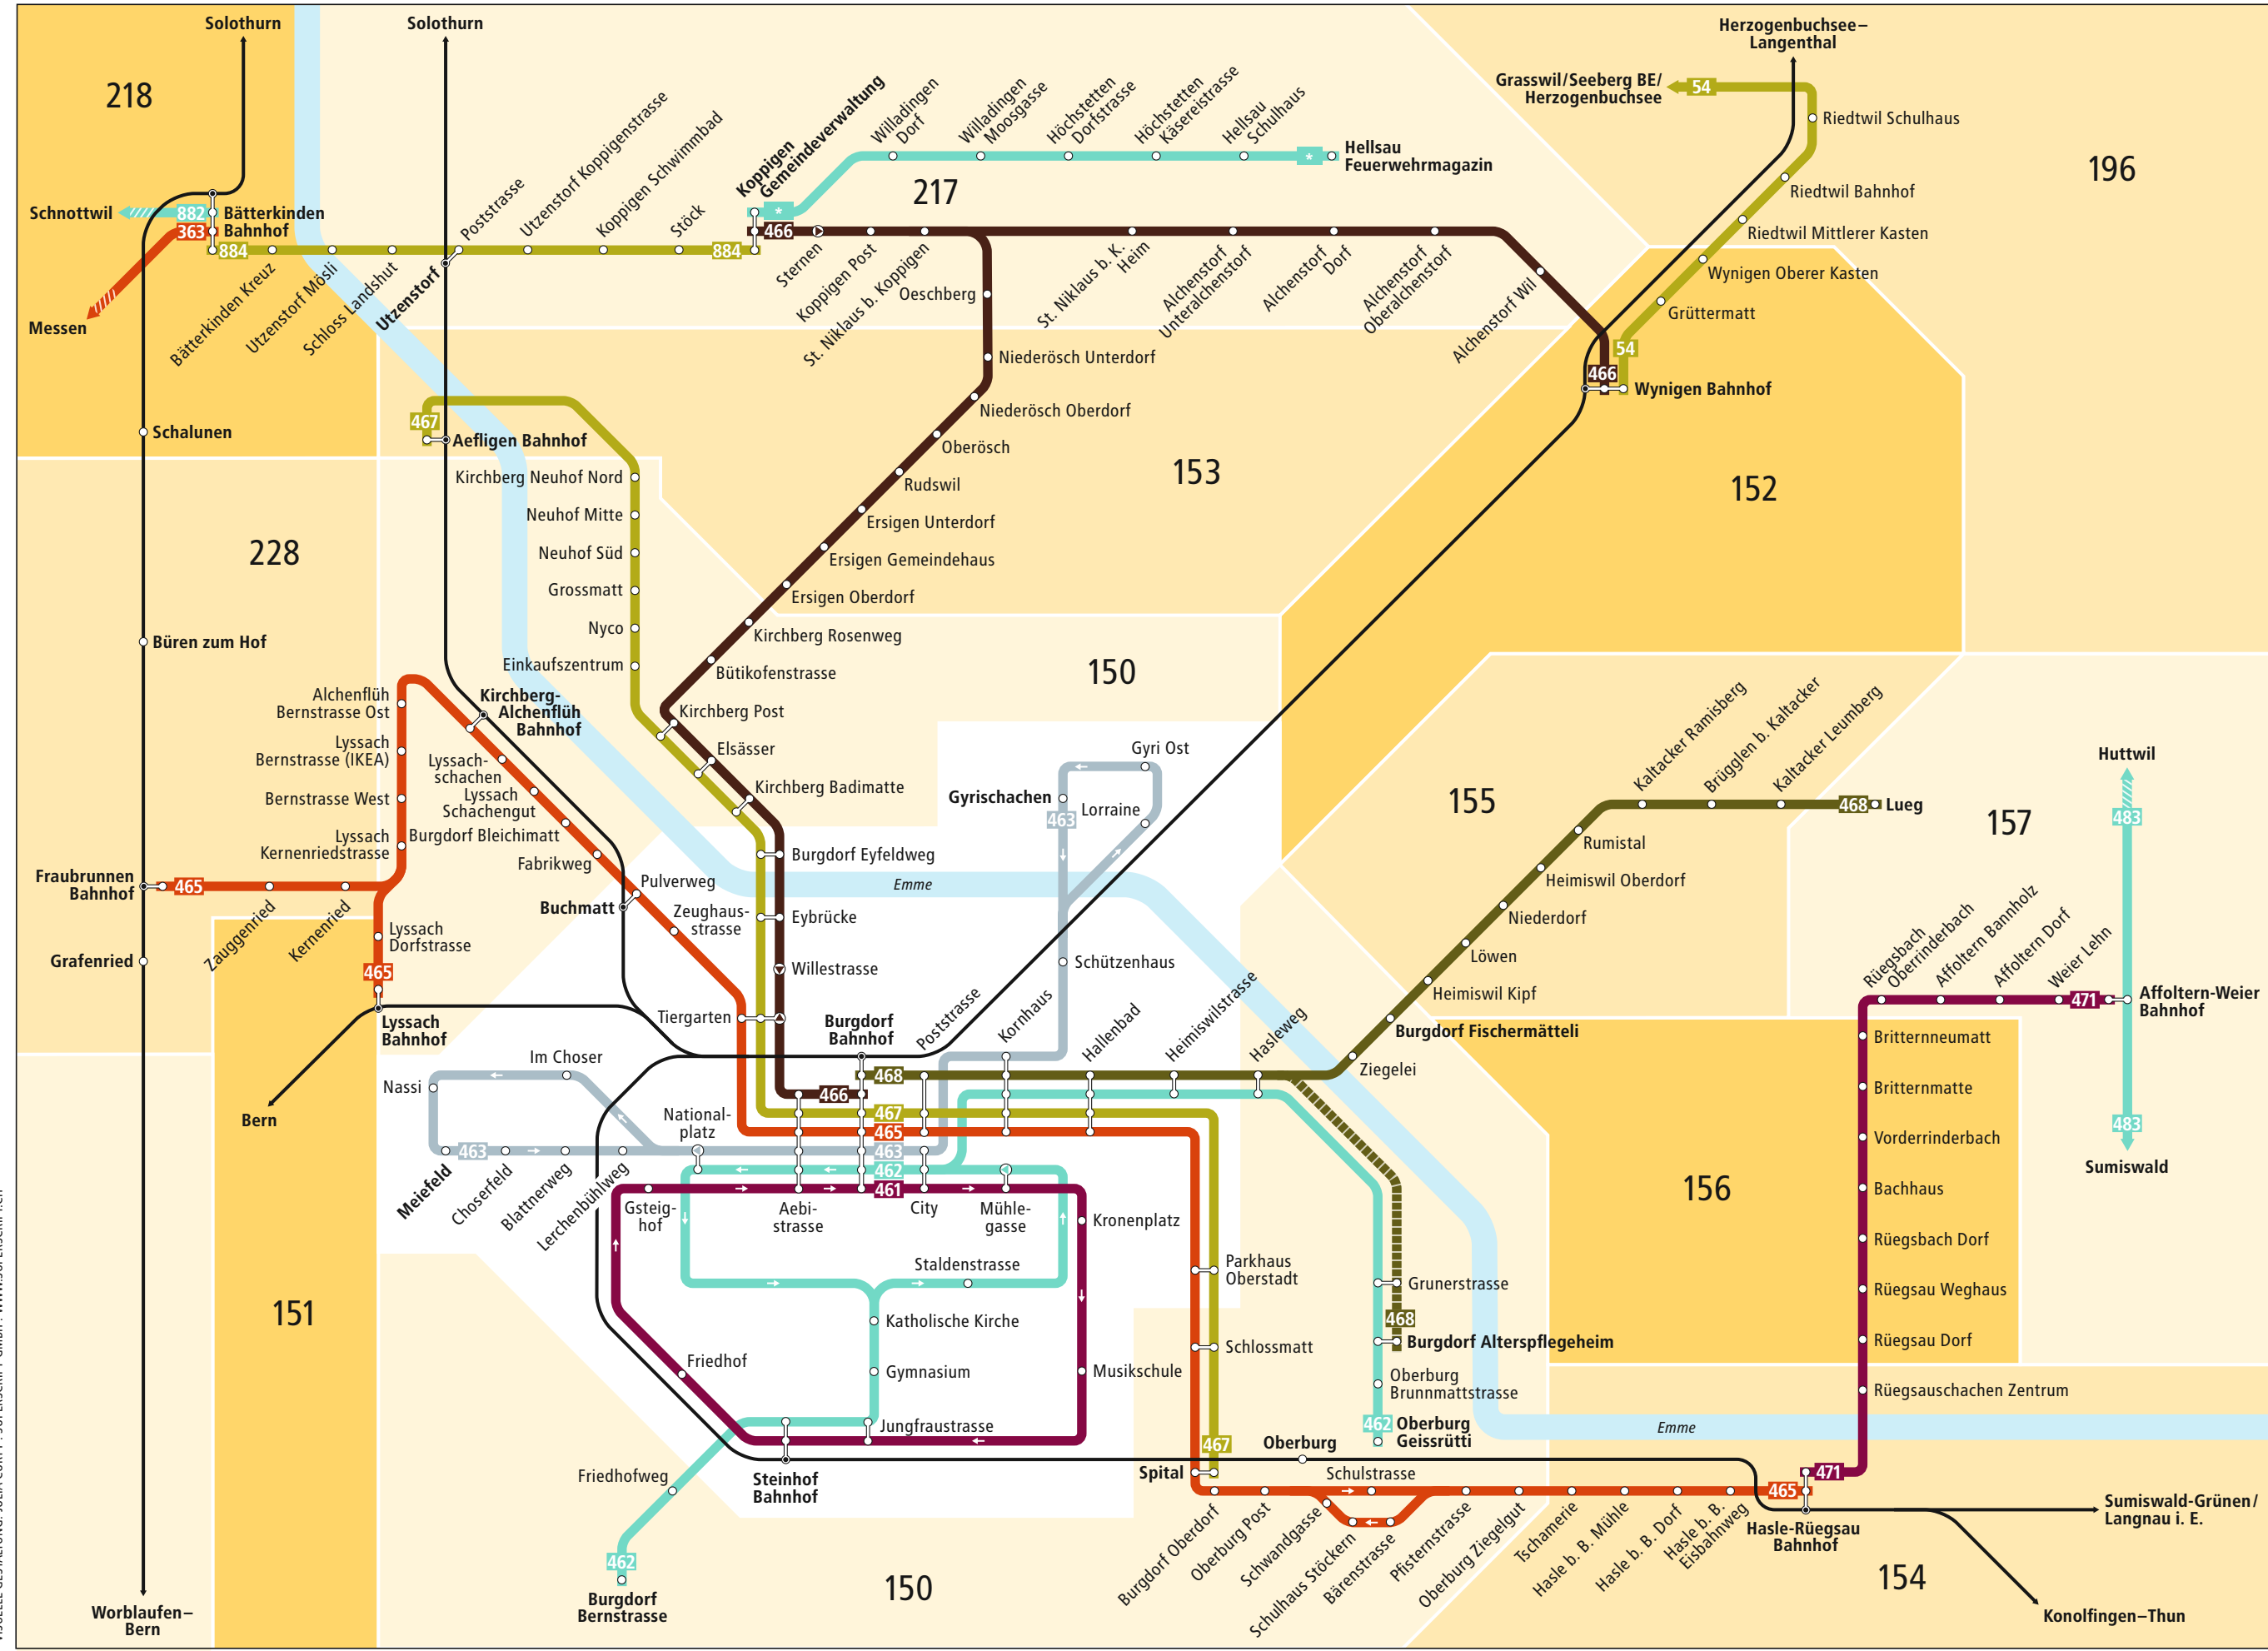 Solothurn
Solothurn
Herzogenbuchsee–
Langenthal
Grasswil/Seeberg BE/
Herzogenbuchsee
54
Riedtwil Schulhaus
Riedtwil Bahnhof
Riedtwil Mittlerer Kasten
Wynigen Oberer Kasten
Grüttermatt
54
466
Wynigen Bahnhof
218
217
196
Schnottwil
882
363
Bätterkinden
Bahnhof
884
Messen
Bätterkinden Kreuz
Utzenstorf Mösli
Schloss Landshut
Utzenstorf
Poststrasse
Utzenstorf Koppigenstrasse
Koppigen Schwimmbad
Stöck
884
Koppigen
Gemeindeverwaltung
*
466
Willadingen
Dorf
Willadingen
Moosgasse
Höchstetten
Dorfstrasse
Höchstetten
Käsereistrasse
Hellsau
Schulhaus
*
Hellsau
Feuerwehrmagazin
Sternen
Koppigen Post
St. Niklaus b. Koppigen
Oeschberg
St. Niklaus b. K.
Heim
Alchenstorf
Unteralchenstorf
Alchenstorf
Dorf
Alchenstorf
Oberalchenstorf
Alchenstorf Wil
Niederösch Unterdorf
Niederösch Oberdorf
Oberösch
Rudswil
Ersigen Unterdorf
Ersigen Gemeindehaus
Ersigen Oberdorf
Kirchberg Rosenweg
Bütikofenstrasse
Kirchberg Post
Elsässer
Kirchberg Badimatte
Burgdorf Eyfeldweg
Eybrücke
Willestrasse
153
152
Schalunen
467
Aefligen Bahnhof
Kirchberg Neuhof Nord
Neuhof Mitte
Neuhof Süd
Grossmatt
Nyco
Einkaufszentrum
228
Büren zum Hof
150
Alchenflüh
Bernstrasse Ost
Lyssach
Bernstrasse (IKEA)
Bernstrasse West
Lyssach
Kernenriedstrasse
Kirchberg-
Alchenflüh
Bahnhof
Lyssach-
schachen
Lyssach
Schachengut
Burgdorf Bleichimatt
Fabrikweg
Pulverweg
Buchmatt
Zeughaus-
strasse
Tiergarten
Fraubrunnen
Bahnhof
465
Zauggenried
Kernenried
Lyssach
Dorfstrasse
465
Lyssach
Bahnhof
Grafenried
Bern
Emme
Gyri Ost
Gyrischachen
463
Lorraine
Schützenhaus
155
Kaltacker Ramisberg
Brügglen b. Kaltacker
Kaltacker Leumberg
468
Lueg
Rumistal
Heimiswil Oberdorf
Niederdorf
Löwen
Heimiswil Kipf
Burgdorf Fischermätteli
Ziegelei
157
Huttwil
483
Affoltern-Weier
Bahnhof
483
Sumiswald
Rüegsbach
Oberrinderbach
Affoltern Bannholz
Affoltern Dorf
Weier Lehn
471
Britternneumatt
Britternmatte
Vorderrinderbach
Bachhaus
Rüegsbach Dorf
Rüegsau Weghaus
Rüegsau Dorf
Rüegsauschachen Zentrum
156
Burgdorf
Bahnhof
Poststrasse
Kornhaus
Hallenbad
Heimiswilstrasse
Hasleweg
468
466
467
465
463
462
461
Im Choser
Nassi
463
Meiefeld
Choserfeld
Blattnerweg
Lerchenbühlweg
National-
platz
Gsteig-
hof
Aebi-
strasse
City
Mühle-
gasse
Kronenplatz
Staldenstrasse
Katholische Kirche
Gymnasium
Musikschule
Jungfraustrasse
Friedhof
Steinhof
Bahnhof
Friedhofweg
462
Burgdorf
Bernstrasse
151
150
Parkhaus
Oberstadt
Schlossmatt
467
Spital
Grunerstrasse
468
Burgdorf Alterspflegeheim
Oberburg
Brunnmattstrasse
462
Oberburg
Geissrütti
Oberburg
Schulstrasse
Emme
Burgdorf Oberdorf
Oberburg Post
Schwandgasse
Schulhaus Stöckern
Bärenstrasse
Pfisternstrasse
Oberburg Ziegelgut
Tschamerie
Hasle b. B. Mühle
Hasle b. B. Dorf
Hasle b. B.
Eisbahnweg
465
471
Hasle-Rüegsau
Bahnhof
Sumiswald-Grünen/
Langnau i. E.
Konolfingen–Thun
154
Worblaufen–
Bern